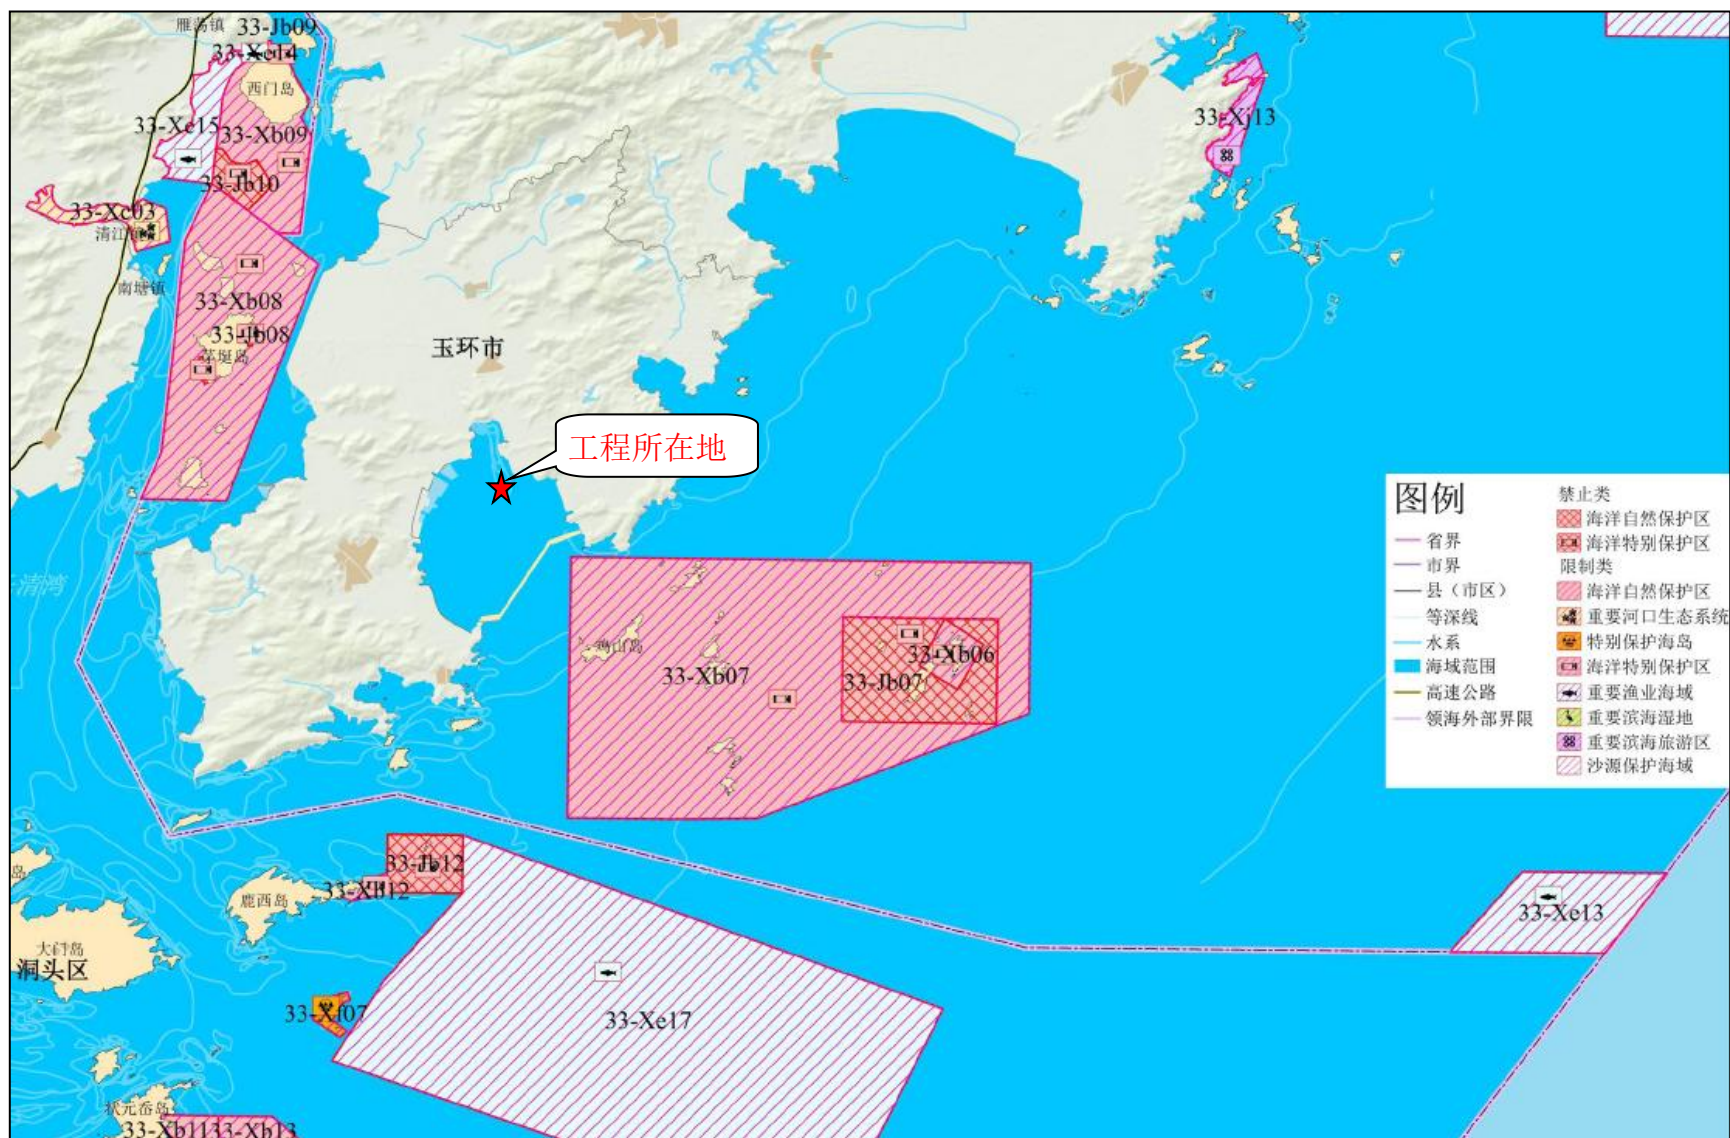 雁荡镇
33-Jb09
33-Xe14
西门岛
33-Xe15
33-Xb09
33-Xj13
33-Jb10
33-Xc03
清江镇
南塘镇
33-Xb08
33-Jb08
茅埏岛
玉环市
工程所在地
鸡山岛
33-Xb07
33-Xb06
33-Jb07
图例
省界
市界
县（市区）
等深线
水系
海域范围
高速公路
领海外部界限
禁止类
海洋自然保护区
海洋特别保护区
限制类
海洋自然保护区
重要河口生态系统
特别保护海岛
海洋特别保护区
重要渔业海域
重要滨海湿地
重要滨海旅游区
沙源保护海域
33-Jb12
33-Xb12
鹿西岛
岛
大门岛
洞头区
33-Xe13
33-Xf07
33-Xe17
状元岙岛
33-Xb11
33-Xb13